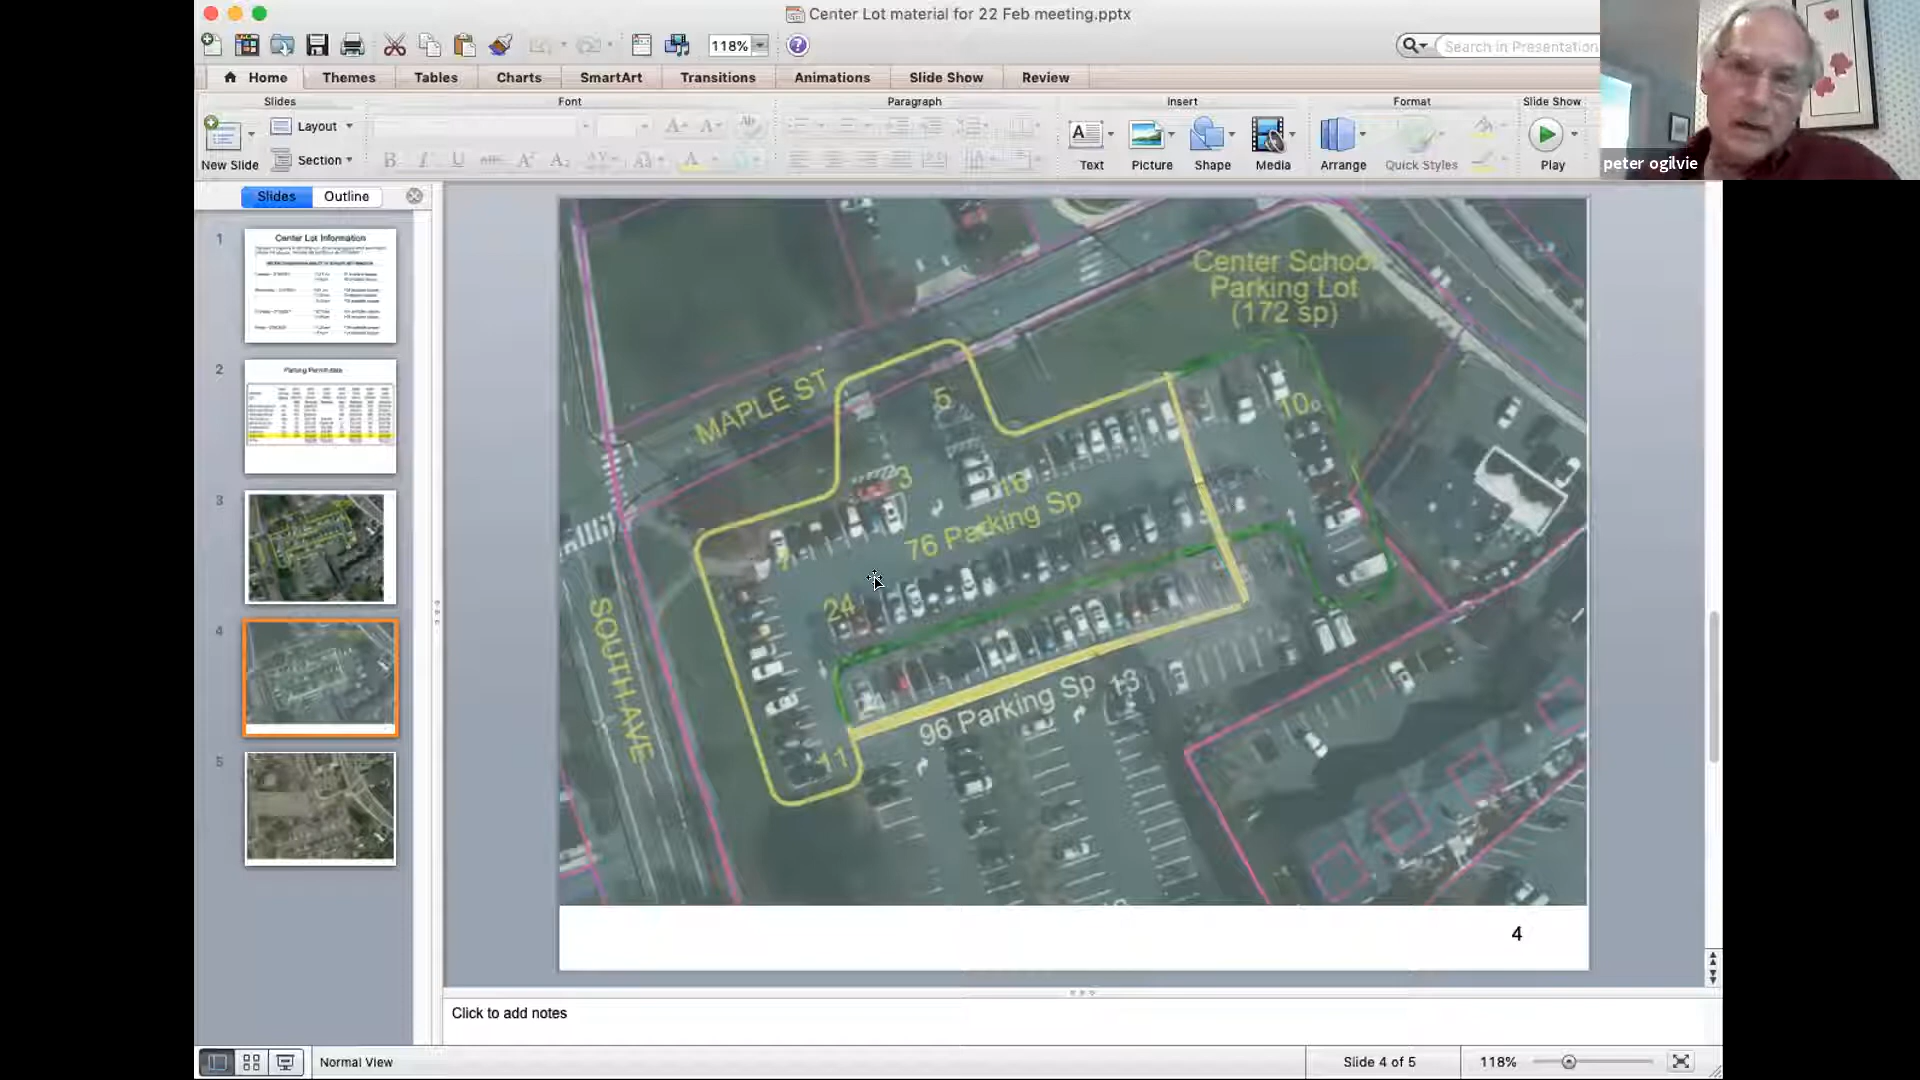 Center Lot material for 22 Feb meeting.pptx
118%
Search in Presentation
Home
Themes
Tables
Charts
SmartArt
Transitions
Animations
Slide Show
Review
Slides
Font
Paragraph
Insert
Format
Slide Show
New Slide
Layout
Section
Text
Picture
Shape
Media
Arrange
Quick Styles
Play
peter ogilvie
Slides
Outline
1
Center Lot Information
2
Parking Permit data
3
4
5
Center School
Parking Lot
(172 sp)
MAPLE ST
5
10
3
16
76 Parking Sp
7
24
SOUTH AVE
96 Parking Sp
13
11
4
Click to add notes
Normal View
Slide 4 of 5
118%